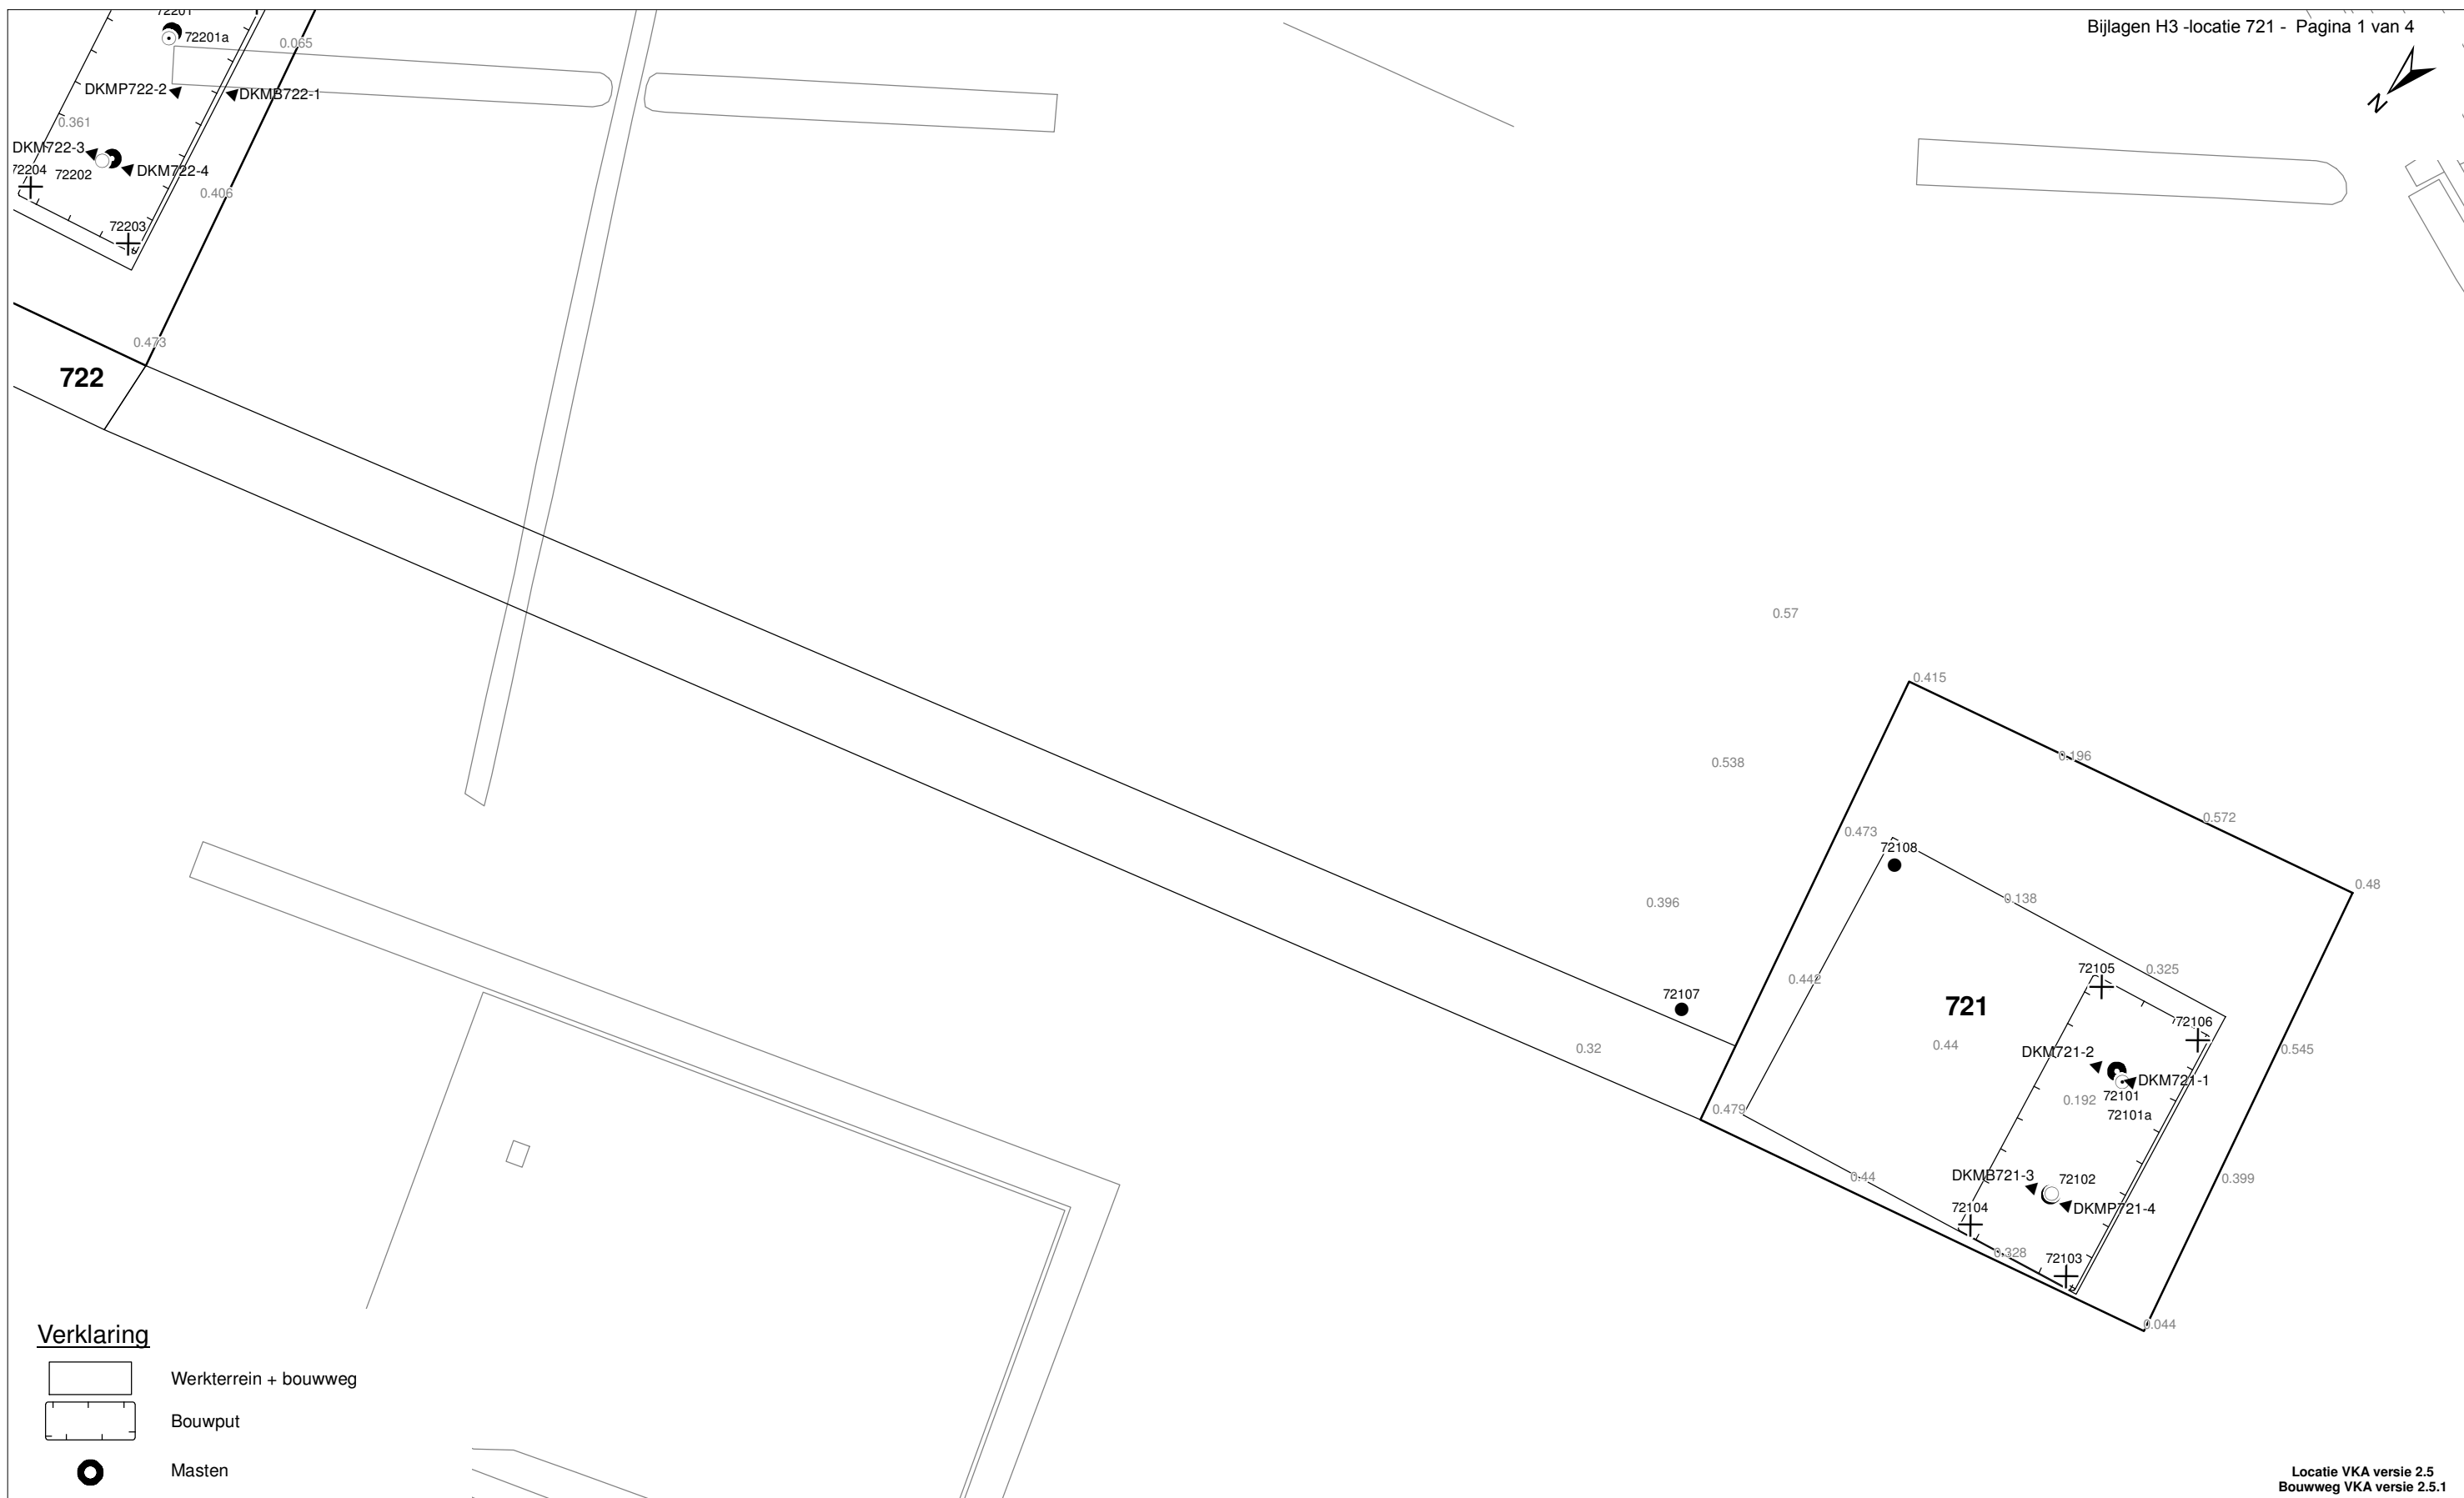 Bijlagen H3 -locatie 721 - Pagina 1 van 4
N
72201
72201a
0.065
DKMP722-2
DKMB722-1
0.361
DKM722-3
72204
72202
DKM722-4
0.406
72203
0.473
722
0.57
0.415
0.538
0.196
0.572
0.473
72108
0.48
0.396
0.138
0.442
72105
0.325
72107
721
72106
0.32
0.44
DKM721-2
0.545
DKM721-1
0.192
72101
72101a
0.479
0.44
DKMB721-3
72102
0.399
72104
DKMP721-4
0.328
72103
0.044
Verklaring
Werkterrein + bouwweg
Bouwput
Masten
Locatie VKA versie 2.5
Bouwweg VKA versie 2.5.1